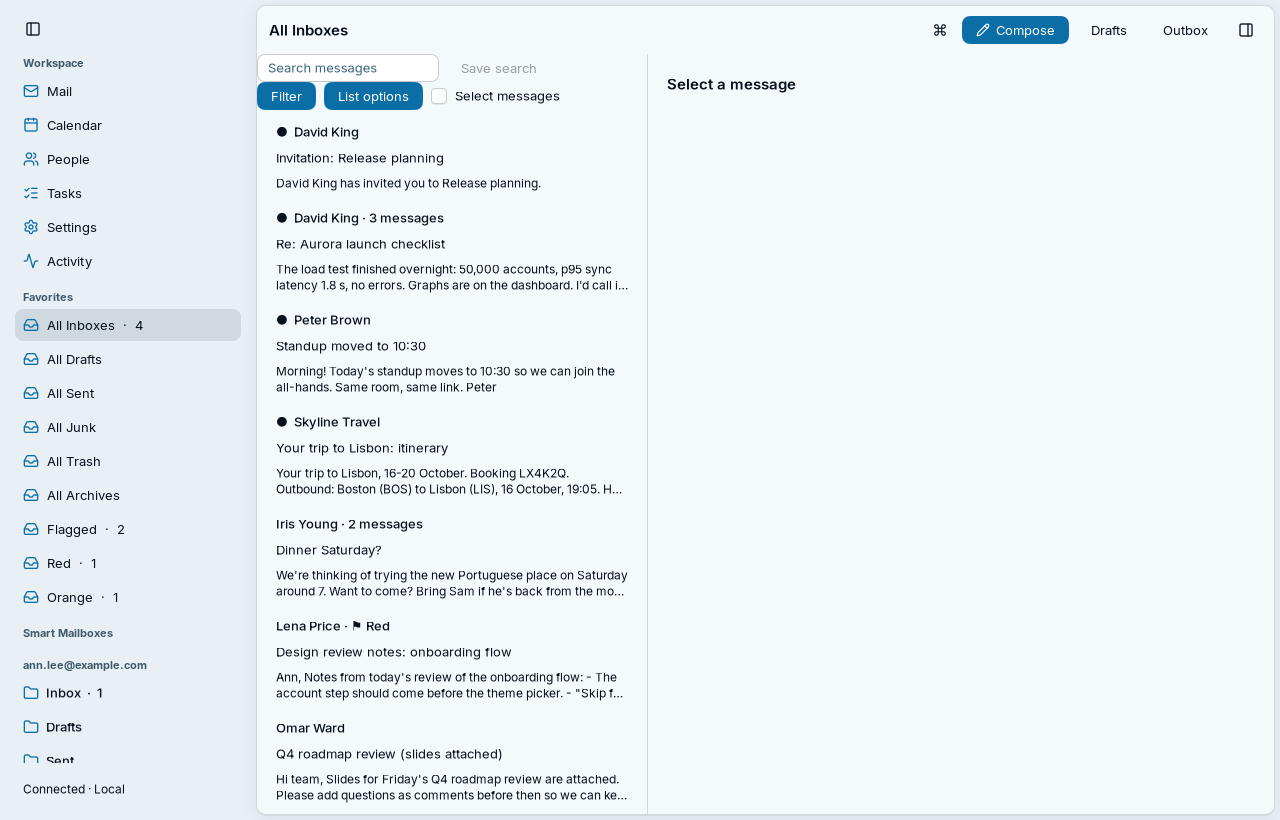 Workspace
Mail
Calendar
People
Tasks
Settings
Activity
Favorites
All Inboxes · 4
All Drafts
All Sent
All Junk
All Trash
All Archives
Flagged · 2
Red · 1
Orange · 1
Smart Mailboxes
ann.lee@example.com
Inbox · 1
Drafts
Sent
Connected · Local
All Inboxes
⌘ Compose Drafts Outbox
Search messages Save search
Filter List options Select messages
● David King
Invitation: Release planning
David King has invited you to Release planning.
● David King · 3 messages
Re: Aurora launch checklist
The load test finished overnight: 50,000 accounts, p95 sync
latency 1.8 s, no errors. Graphs are on the dashboard. I'd call i...
● Peter Brown
Standup moved to 10:30
Morning! Today's standup moves to 10:30 so we can join the
all-hands. Same room, same link. Peter
● Skyline Travel
Your trip to Lisbon: itinerary
Your trip to Lisbon, 16-20 October. Booking LX4K2Q.
Outbound: Boston (BOS) to Lisbon (LIS), 16 October, 19:05. H...
Iris Young · 2 messages
Dinner Saturday?
We're thinking of trying the new Portuguese place on Saturday
around 7. Want to come? Bring Sam if he's back from the mo...
Lena Price · ⚑ Red
Design review notes: onboarding flow
Ann, Notes from today's review of the onboarding flow: - The
account step should come before the theme picker. - "Skip f...
Omar Ward
Q4 roadmap review (slides attached)
Hi team, Slides for Friday's Q4 roadmap review are attached.
Please add questions as comments before then so we can ke...
Select a message